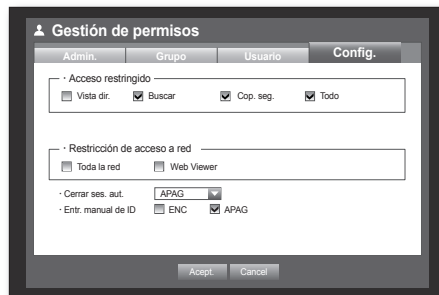 Gestión de permisos
Admin. Grupo Usuario Config.
· Acceso restringido
Vista dir. Buscar Cop. seg. Todo
· Restricción de acceso a red
Toda la red Web Viewer
· Cerrar ses. aut. APAG
· Entr. manual de ID ENC APAG
Acept. Cancel